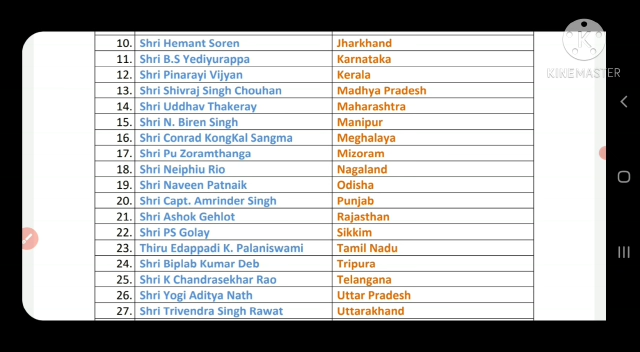 KINEMASTER
10. Shri Hemant Soren Jharkhand
11. Shri B.S Yediyurappa Karnataka
12. Shri Pinarayi Vijyan Kerala
13. Shri Shivraj Singh Chouhan Madhya Pradesh
14. Shri Uddhav Thakeray Maharashtra
15. Shri N. Biren Singh Manipur
16. Shri Conrad KongKal Sangma Meghalaya
17. Shri Pu Zoramthanga Mizoram
18. Shri Neiphiu Rio Nagaland
19. Shri Naveen Patnaik Odisha
20. Shri Capt. Amrinder Singh Punjab
21. Shri Ashok Gehlot Rajasthan
22. Shri PS Golay Sikkim
23. Thiru Edappadi K. Palaniswami Tamil Nadu
24. Shri Biplab Kumar Deb Tripura
25. Shri K Chandrasekhar Rao Telangana
26. Shri Yogi Aditya Nath Uttar Pradesh
27. Shri Trivendra Singh Rawat Uttarakhand